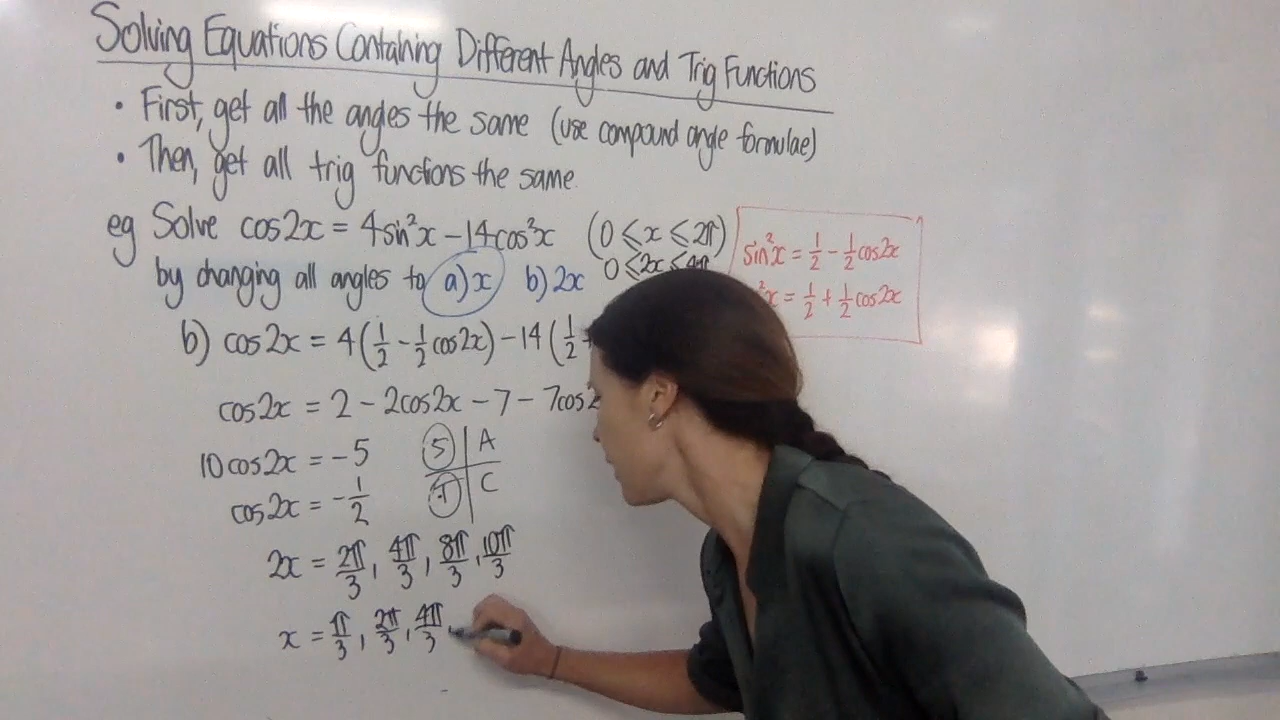 Solving Equations Containing Different Angles and Trig Functions
• First, get all the angles the same (use compound angle formulae)
• Then, get all trig functions the same.
eg Solve cos2x = 4sin²x − 14cos²x (0 ≤ x ≤ 2π)
0 ≤ 2x ≤ 4π
by changing all angles to a) x b) 2x
sin²x = 1/2 − 1/2 cos2x
²x = 1/2 + 1/2 cos2x
b) cos2x = 4(1/2 − 1/2 cos2x) − 14(1/2
cos2x = 2 − 2cos2x − 7 − 7cos2
10cos2x = −5
S A
T C
cos2x = −1/2
2x = 2π/3, 4π/3, 8π/3, 10π/3
x = π/3, 2π/3, 4π/3,